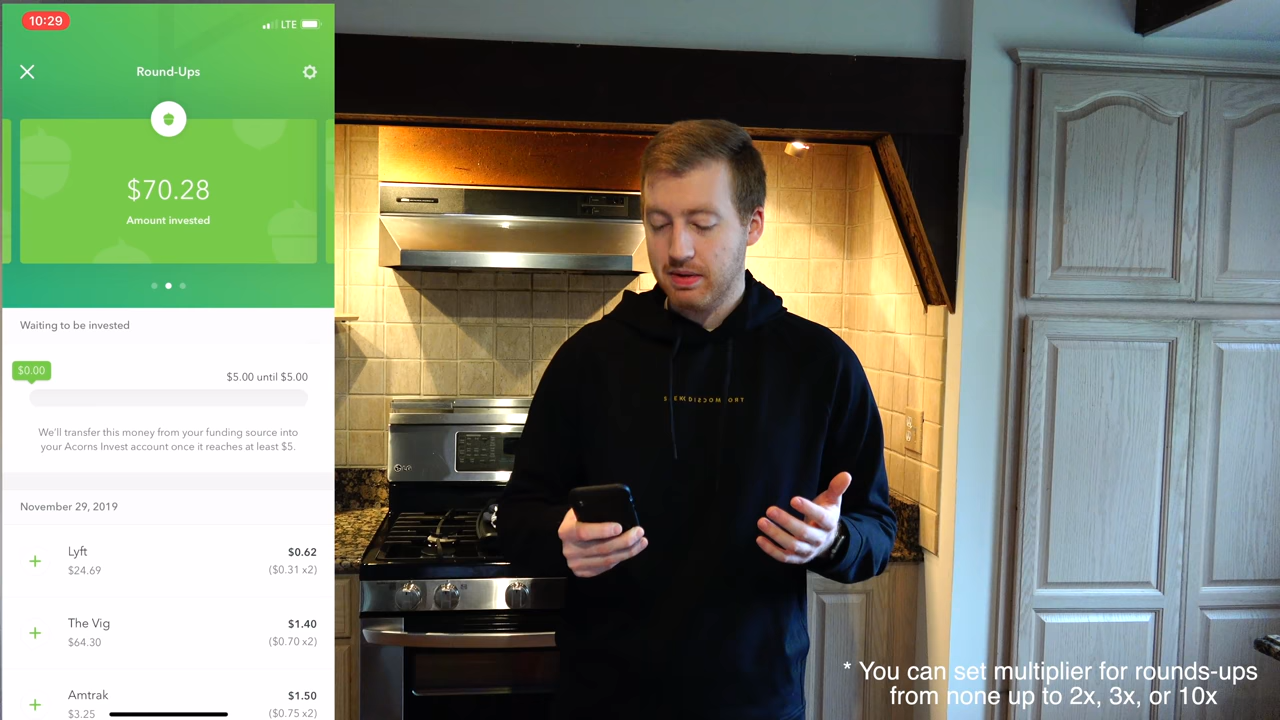 10:29
LTE
Round-Ups
$70.28
Amount invested
Waiting to be invested
$0.00
$5.00 until $5.00
We'll transfer this money from your funding source into
your Acorns Invest account once it reaches at least $5.
November 29, 2019
Lyft
$0.62
$24.69
($0.31 x2)
The Vig
$1.40
$64.30
($0.70 x2)
Amtrak
$1.50
$3.25
($0.75 x2)
LG
* You can set multiplier for rounds-ups
from none up to 2x, 3x, or 10x